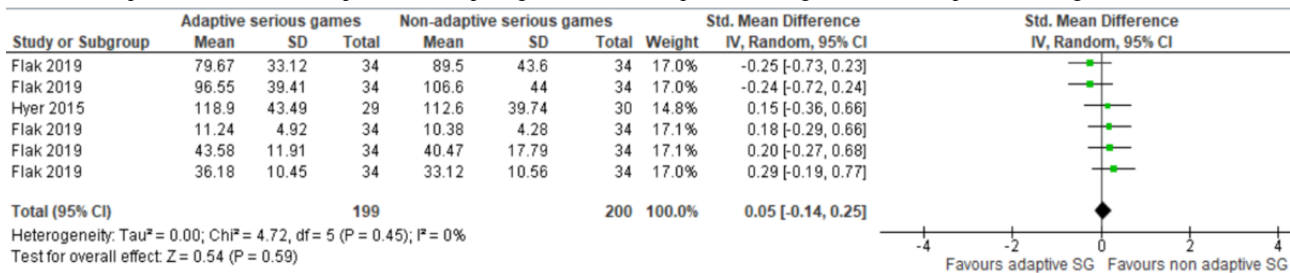 Adaptive serious games Non-adaptive serious games Std. Mean Difference Std. Mean Difference
Study or Subgroup Mean SD Total Mean SD Total Weight IV, Random, 95% CI IV, Random, 95% CI
Flak 2019 79.67 33.12 34 89.5 43.6 34 17.0% -0.25 [-0.73, 0.23]
Flak 2019 96.55 39.41 34 106.6 44 34 17.0% -0.24 [-0.72, 0.24]
Hyer 2015 118.9 43.49 29 112.6 39.74 30 14.8% 0.15 [-0.36, 0.66]
Flak 2019 11.24 4.92 34 10.38 4.28 34 17.1% 0.18 [-0.29, 0.66]
Flak 2019 43.58 11.91 34 40.47 17.79 34 17.1% 0.20 [-0.27, 0.68]
Flak 2019 36.18 10.45 34 33.12 10.56 34 17.0% 0.29 [-0.19, 0.77]
Total (95% CI) 199 200 100.0% 0.05 [-0.14, 0.25]
Heterogeneity: Tau² = 0.00; Chi² = 4.72, df = 5 (P = 0.45); I² = 0%
Test for overall effect: Z = 0.54 (P = 0.59)
-4 -2 0 2 4
Favours adaptive SG Favours non adaptive SG